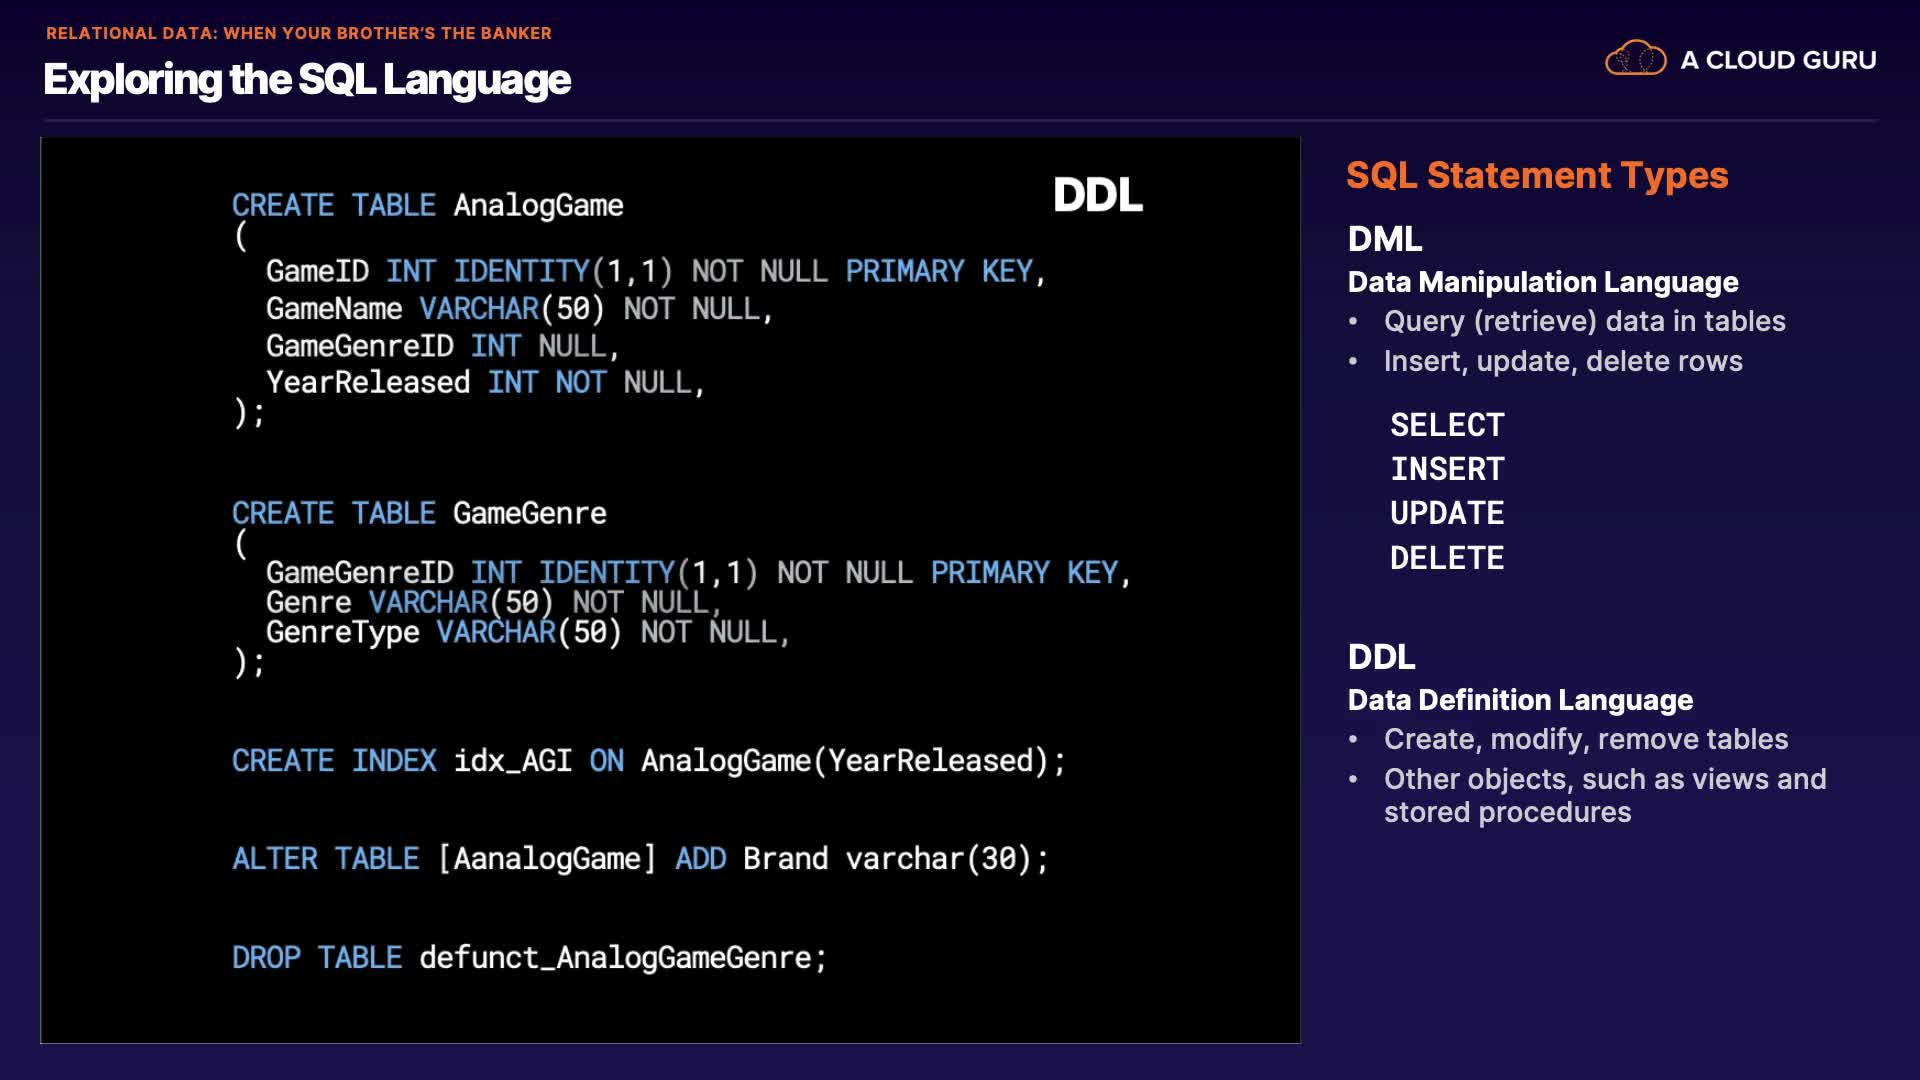 RELATIONAL DATA: WHEN YOUR BROTHER'S THE BANKER
Exploring the SQL Language
A CLOUD GURU
DDL
CREATE TABLE AnalogGame
(
GameID INT IDENTITY(1,1) NOT NULL PRIMARY KEY,
GameName VARCHAR(50) NOT NULL,
GameGenreID INT NULL,
YearReleased INT NOT NULL,
);
CREATE TABLE GameGenre
(
GameGenreID INT IDENTITY(1,1) NOT NULL PRIMARY KEY,
Genre VARCHAR(50) NOT NULL,
GenreType VARCHAR(50) NOT NULL,
);
CREATE INDEX idx_AGI ON AnalogGame(YearReleased);
ALTER TABLE [AanalogGame] ADD Brand varchar(30);
DROP TABLE defunct_AnalogGameGenre;
SQL Statement Types
DML
Data Manipulation Language
• Query (retrieve) data in tables
• Insert, update, delete rows
SELECT
INSERT
UPDATE
DELETE
DDL
Data Definition Language
• Create, modify, remove tables
• Other objects, such as views and
stored procedures